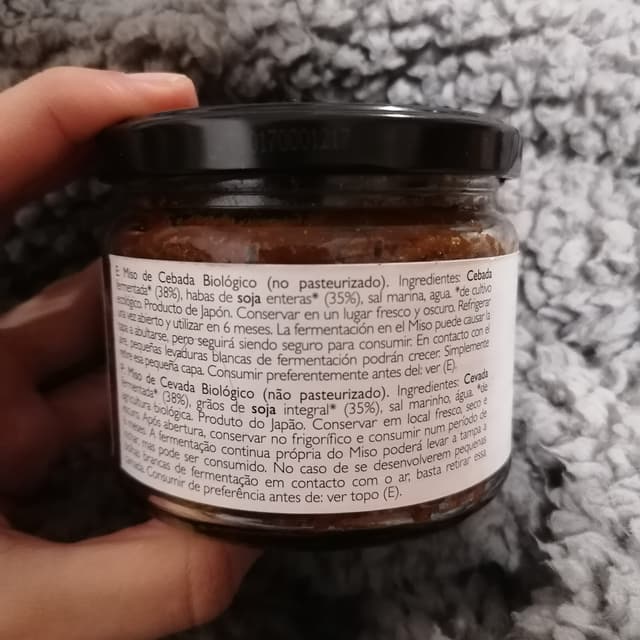 170001217
E: Miso de Cebada Biológico (no pasteurizado). Ingredientes: Cebada
fermentada* (38%), habas de soja enteras* (35%), sal marina, agua. *de cultivo
ecológico. Producto de Japón. Conservar en un lugar fresco y oscuro. Refrigerar
una vez abierto y utilizar en 6 meses. La fermentación en el Miso puede causar la
tapa a abultarse, pero seguirá siendo seguro para consumir. En contacto con el
aire, pequeñas levaduras blancas de fermentación podrán crecer. Simplemente
retire esa pequeña capa. Consumir preferentemente antes del: ver (E).
P: Miso de Cevada Biológico (não pasteurizado). Ingredientes: Cevada
fermentada* (38%), grãos de soja integral* (35%), sal marinho, água. *de
agricultura biológica. Produto do Japão. Conservar em local fresco, seco e
escuro. Após abertura, conservar no frigorífico e consumir num período de
6 meses. A fermentação continua própria do Miso poderá levar a tampa a
mas pode ser consumido. No caso de se desenvolverem pequenas
brancas de fermentação em contacto com o ar, basta retirar essa
camada. Consumir de preferência antes de: ver topo (E).